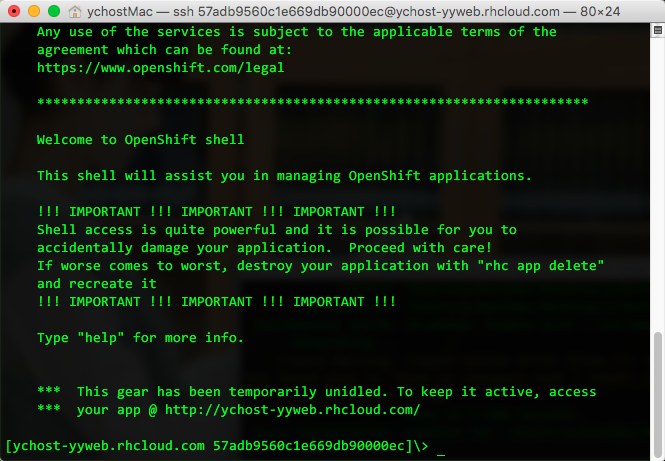 ychostMac — ssh 57adb9560c1e669db90000ec@ychost-yyweb.rhcloud.com — 80×24
Any use of the services is subject to the applicable terms of the
agreement which can be found at:
https://www.openshift.com/legal
*********************************************************************
Welcome to OpenShift shell
This shell will assist you in managing OpenShift applications.
!!! IMPORTANT !!! IMPORTANT !!! IMPORTANT !!!
Shell access is quite powerful and it is possible for you to
accidentally damage your application.  Proceed with care!
If worse comes to worst, destroy your application with "rhc app delete"
and recreate it
!!! IMPORTANT !!! IMPORTANT !!! IMPORTANT !!!
Type "help" for more info.
***  This gear has been temporarily unidled. To keep it active, access
***  your app @ http://ychost-yyweb.rhcloud.com/
[ychost-yyweb.rhcloud.com 57adb9560c1e669db90000ec]\> _